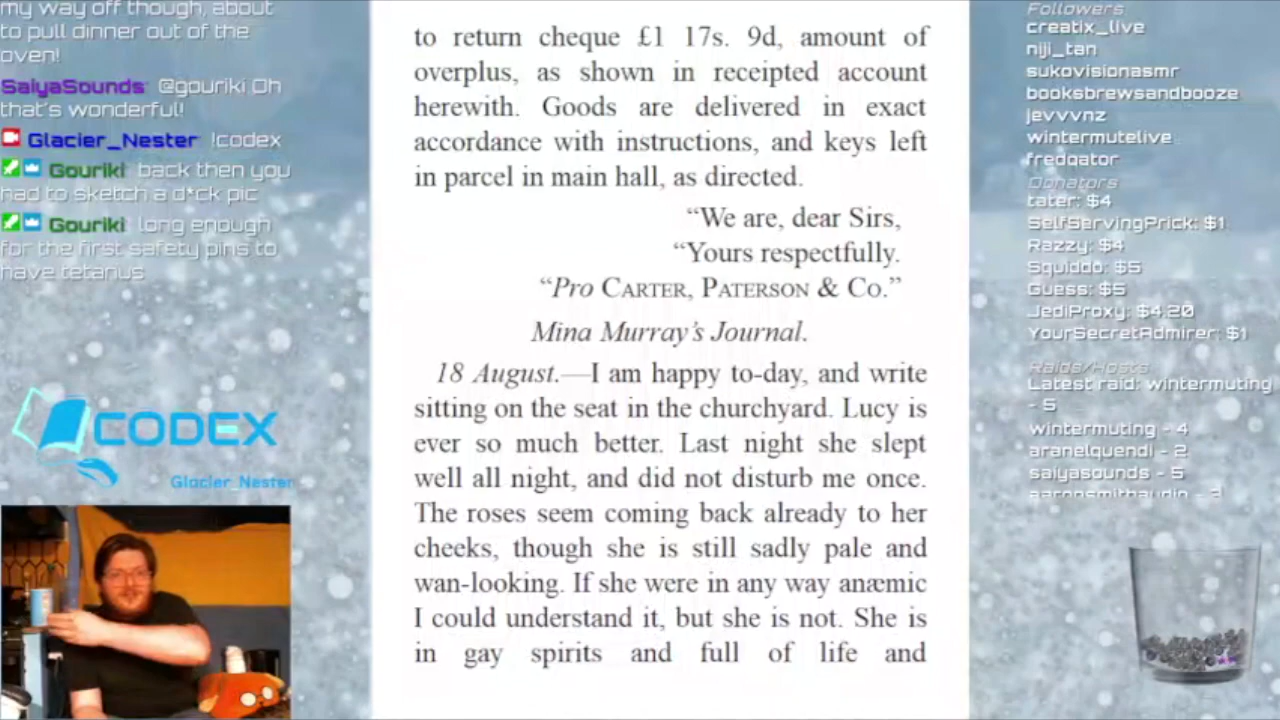 my way off though, about
to pull dinner out of the
oven!
SaiyaSounds: @gouriki Oh
that's wonderful!
Glacier_Nester: !codex
Gouriki: back then you
had to sketch a d*ck pic
Gouriki: long enough
for the first safety pins to
have tetanus
CODEX
Glacier_Nester
to return cheque £1 17s. 9d, amount of
overplus, as shown in receipted account
herewith. Goods are delivered in exact
accordance with instructions, and keys left
in parcel in main hall, as directed.
“We are, dear Sirs,
“Yours respectfully.
“Pro CARTER, PATERSON & CO.”
Mina Murray’s Journal.
18 August.—I am happy to-day, and write
sitting on the seat in the churchyard. Lucy is
ever so much better. Last night she slept
well all night, and did not disturb me once.
The roses seem coming back already to her
cheeks, though she is still sadly pale and
wan-looking. If she were in any way anæmic
I could understand it, but she is not. She is
in gay spirits and full of life and
Followers
creatix_live
niji_tan
sukovisionasmr
booksbrewsandbooze
jevvvnz
wintermutelive
fredgator
Donators
tater: $4
SelfServingPrick: $1
Razzy: $4
Squiddo: $5
Guess: $5
JediProxy: $4.20
YourSecretAdmirer: $1
Raids/Hosts
Latest raid: wintermuting
- 5
wintermuting - 4
aranelquendi - 2
saiyasounds - 5
aaronsmithaudio - 3